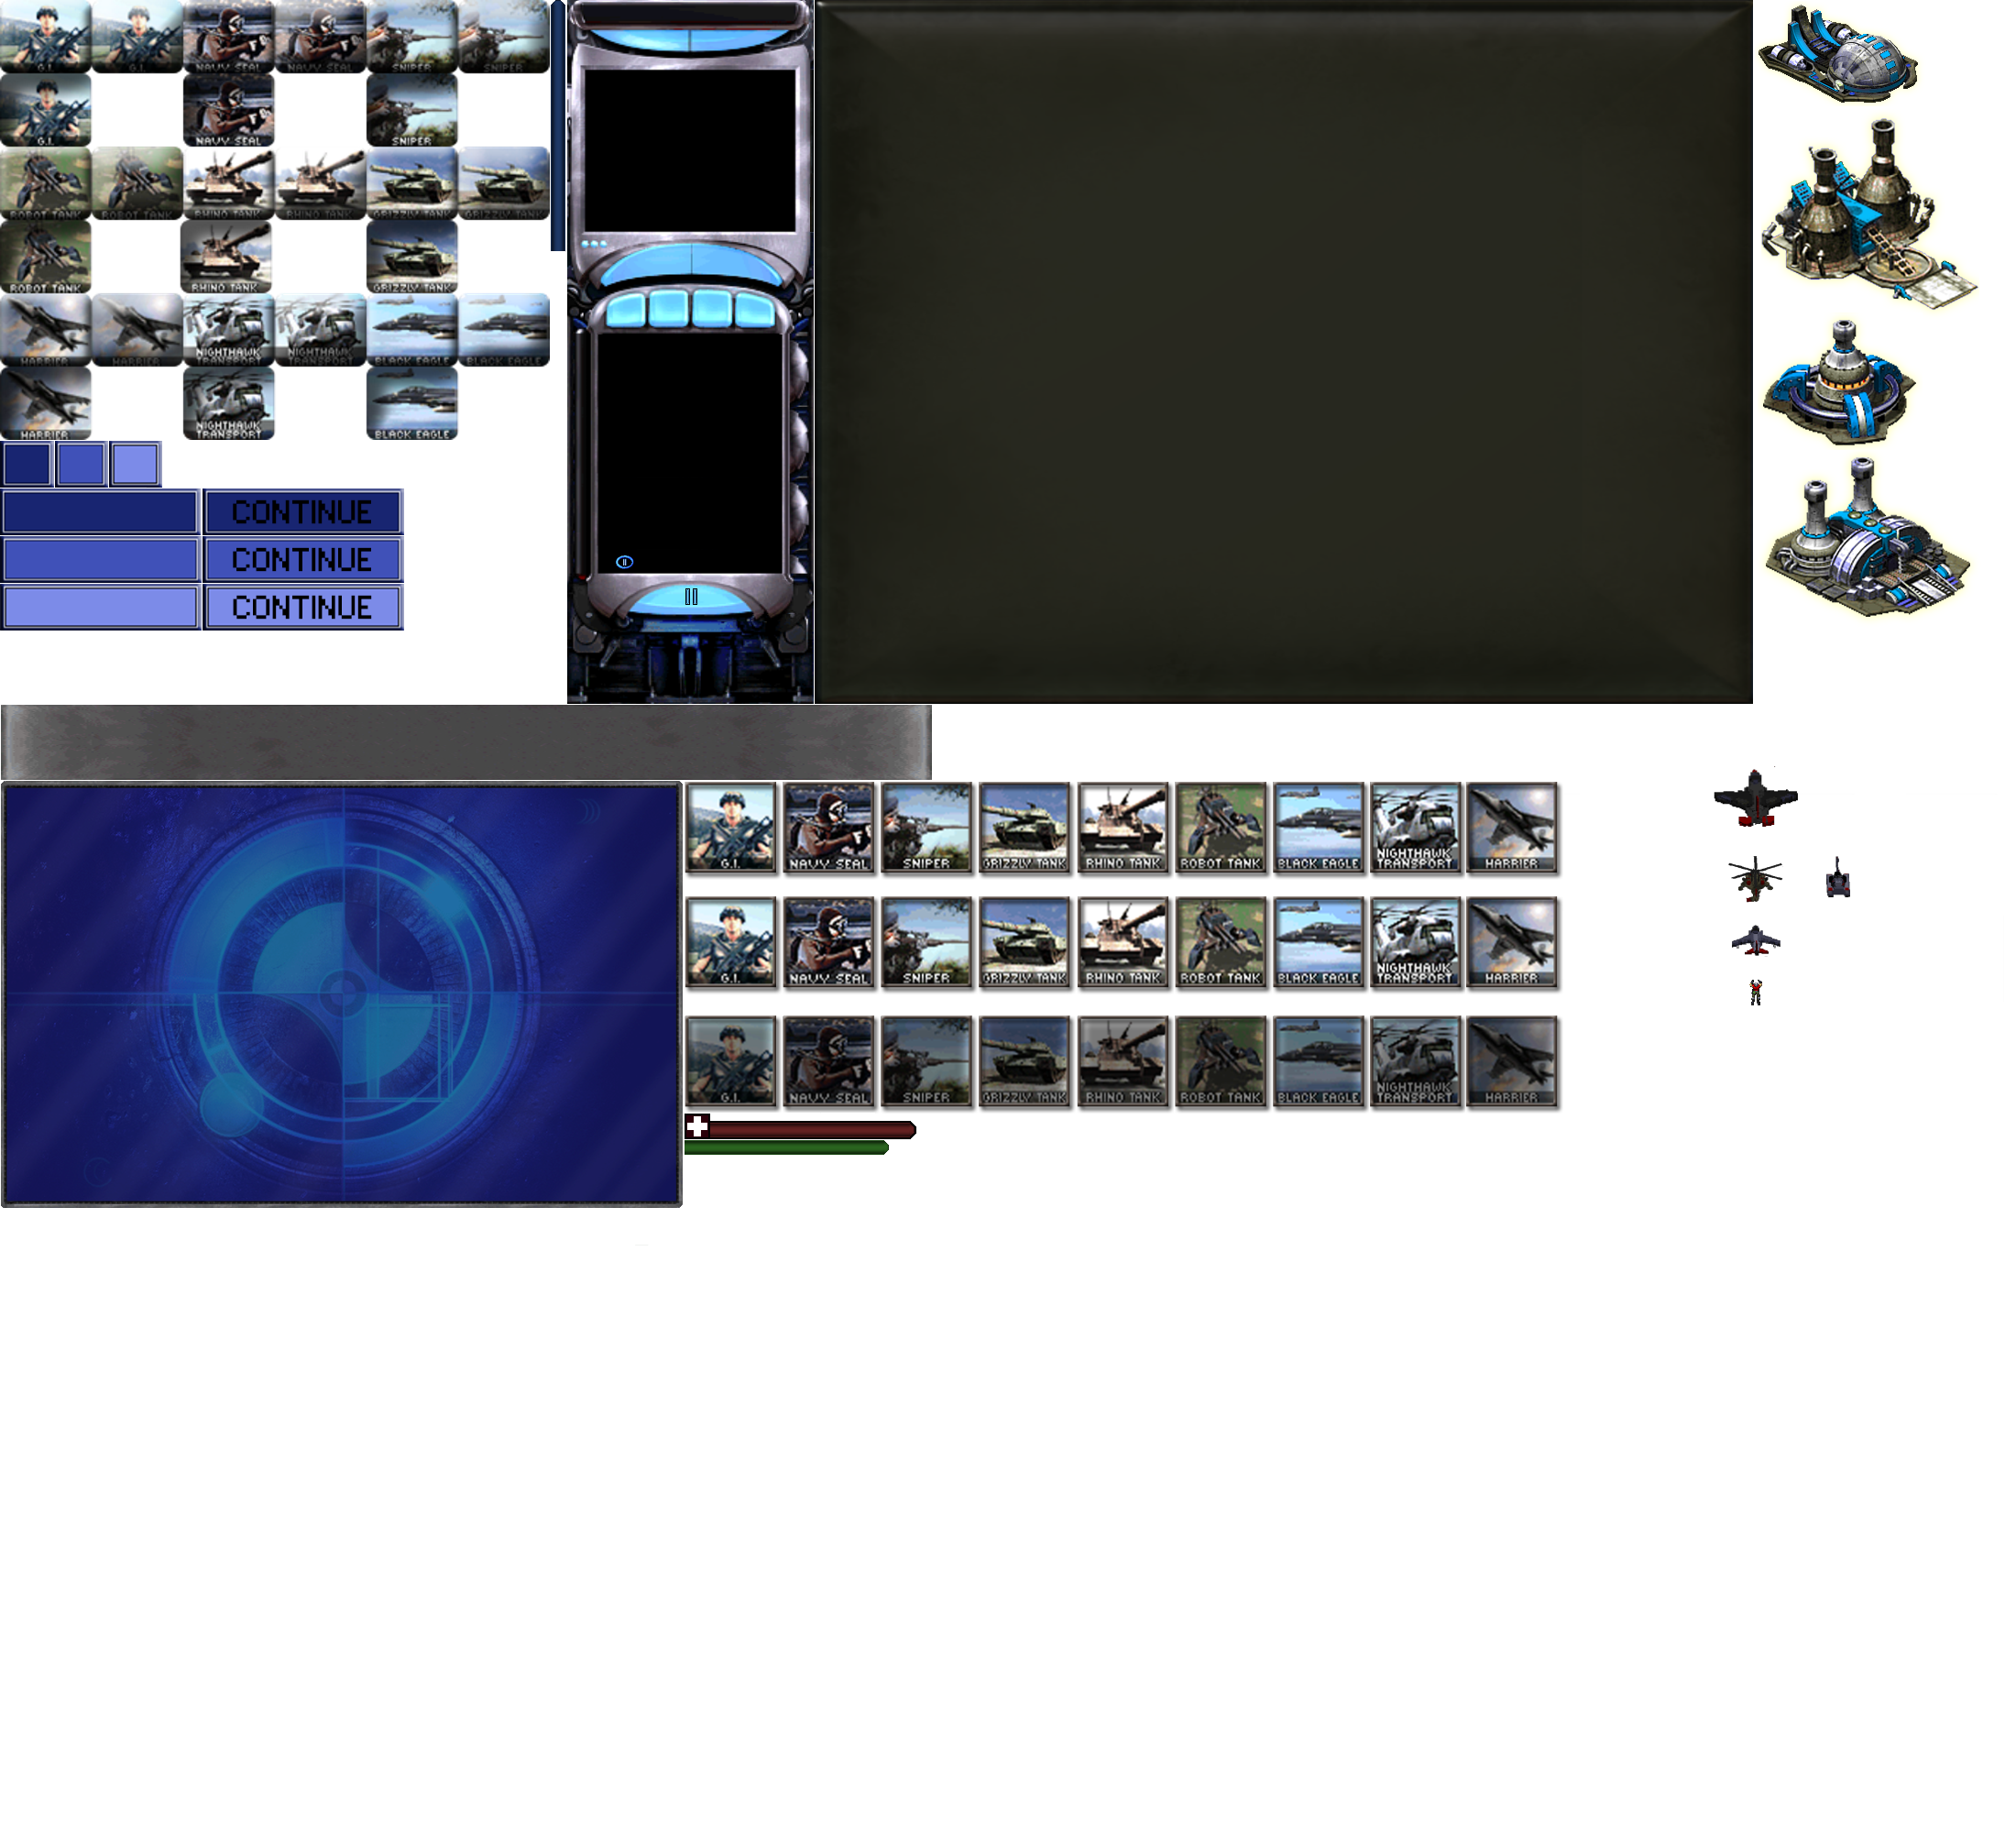 G.I. G.I. NAVY SEAL NAVY SEAL SNIPER SNIPER
G.I. NAVY SEAL SNIPER
ROBOT TANK ROBOT TANK RHINO TANK RHINO TANK GRIZZLY TANK GRIZZLY TANK
ROBOT TANK RHINO TANK GRIZZLY TANK
HARRIER HARRIER NIGHTHAWK TRANSPORT NIGHTHAWK TRANSPORT BLACK EAGLE BLACK EAGLE
HARRIER NIGHTHAWK TRANSPORT BLACK EAGLE
CONTINUE
CONTINUE
CONTINUE
G.I. NAVY SEAL SNIPER GRIZZLY TANK RHINO TANK ROBOT TANK BLACK EAGLE NIGHTHAWK TRANSPORT HARRIER
G.I. NAVY SEAL SNIPER GRIZZLY TANK RHINO TANK ROBOT TANK BLACK EAGLE NIGHTHAWK TRANSPORT HARRIER
G.I. NAVY SEAL SNIPER GRIZZLY TANK RHINO TANK ROBOT TANK BLACK EAGLE NIGHTHAWK TRANSPORT HARRIER